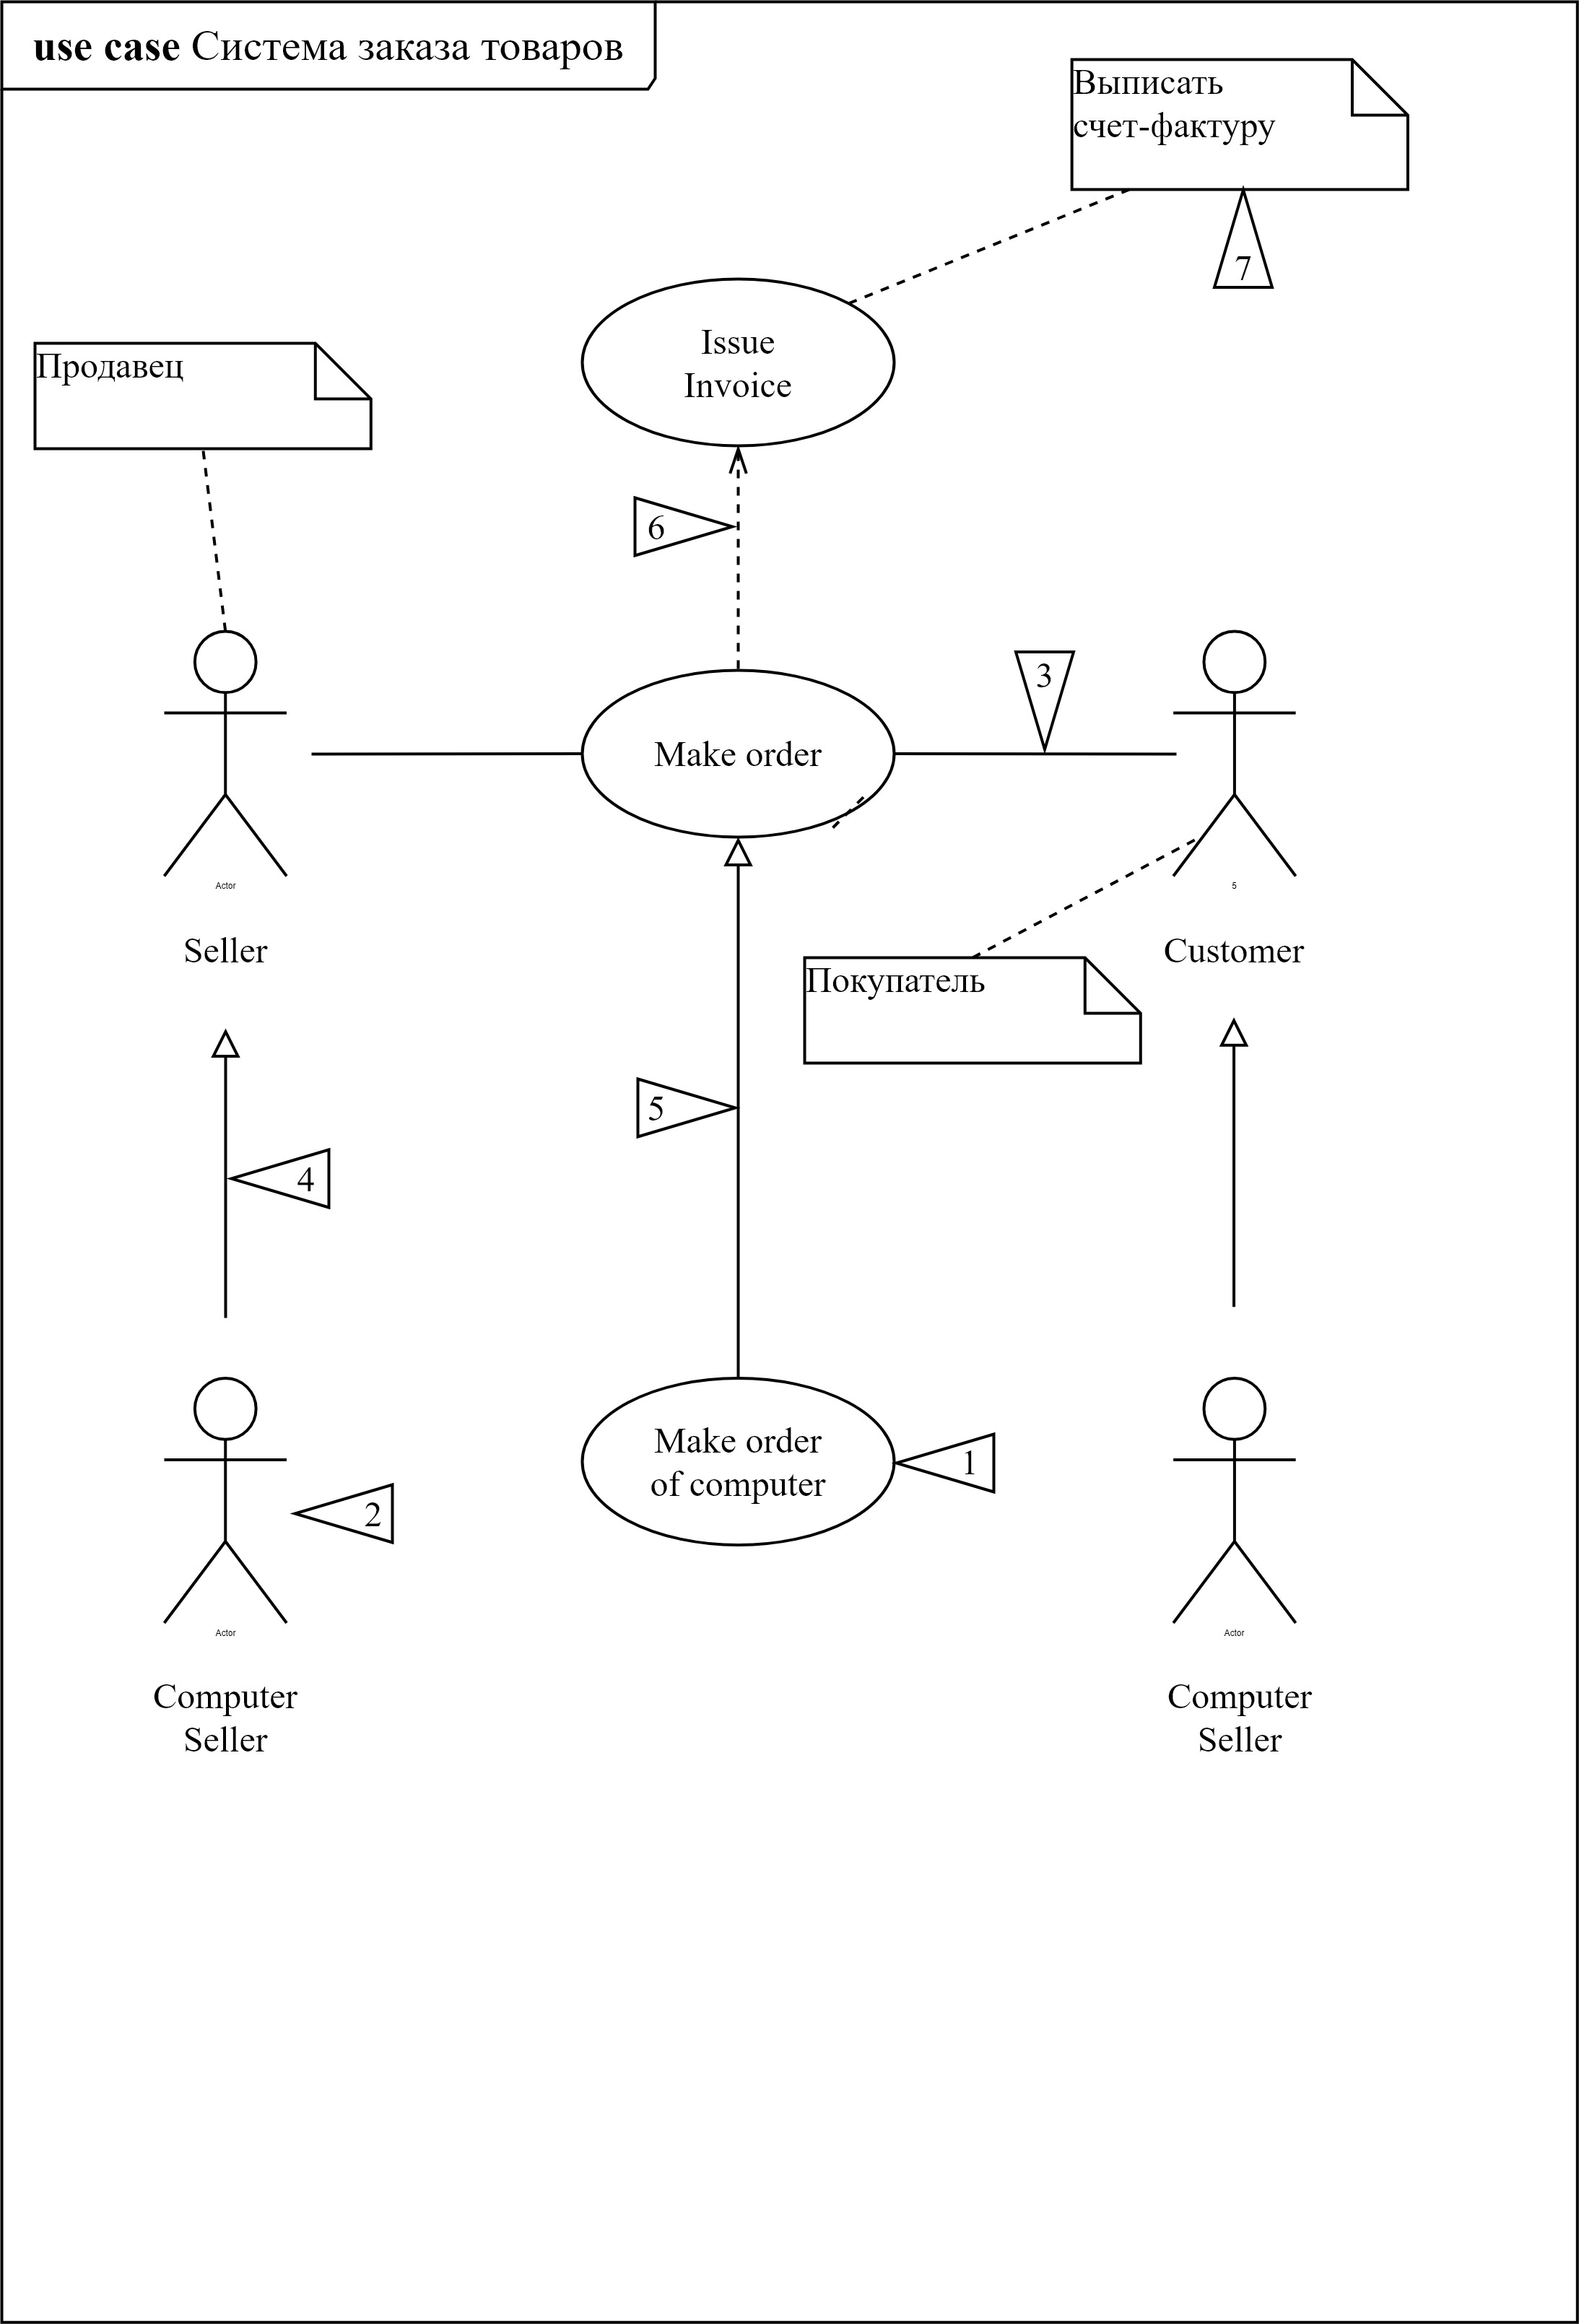 use case Система заказа товаров
Выписать
счет-фактуру
7
Issue
Invoice
Продавец
6
3
Make order
Actor
5
Seller
Customer
Покупатель
5
4
Make order
of computer
1
2
Actor
Actor
Computer
Seller
Computer
Seller